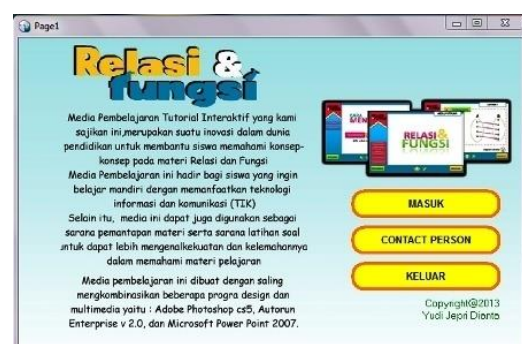 Page1
Relasi &
fungsi
Media Pembelajaran Tutorial Interaktif yang kami
sajikan ini,merupakan suatu inovasi dalam dunia
pendidikan untuk membantu siswa memahami konsep-
konsep pada materi Relasi dan Fungsi
Media Pembelajaran ini hadir bagi siswa yang ingin
belajar mandiri dengan memanfaatkan teknologi
informasi dan komunikasi (TIK)
Selain itu, media ini dapat juga digunakan sebagai
sarana pemantapan materi serta sarana latihan soal
untuk dapat lebih mengenalkekuatan dan kelemahannya
dalam memahami materi pelajaran
Media pembelajaran ini dibuat dengan saling
mengkombinasikan beberapa progra design dan
multimedia yaitu : Adobe Photoshop cs5, Autorun
Enterprise v 2.0, dan Microsoft Power Point 2007.
RELASI&
FUNGSI
MASUK
CONTACT PERSON
KELUAR
Copyright@2013
Yudi Jepri Dianto